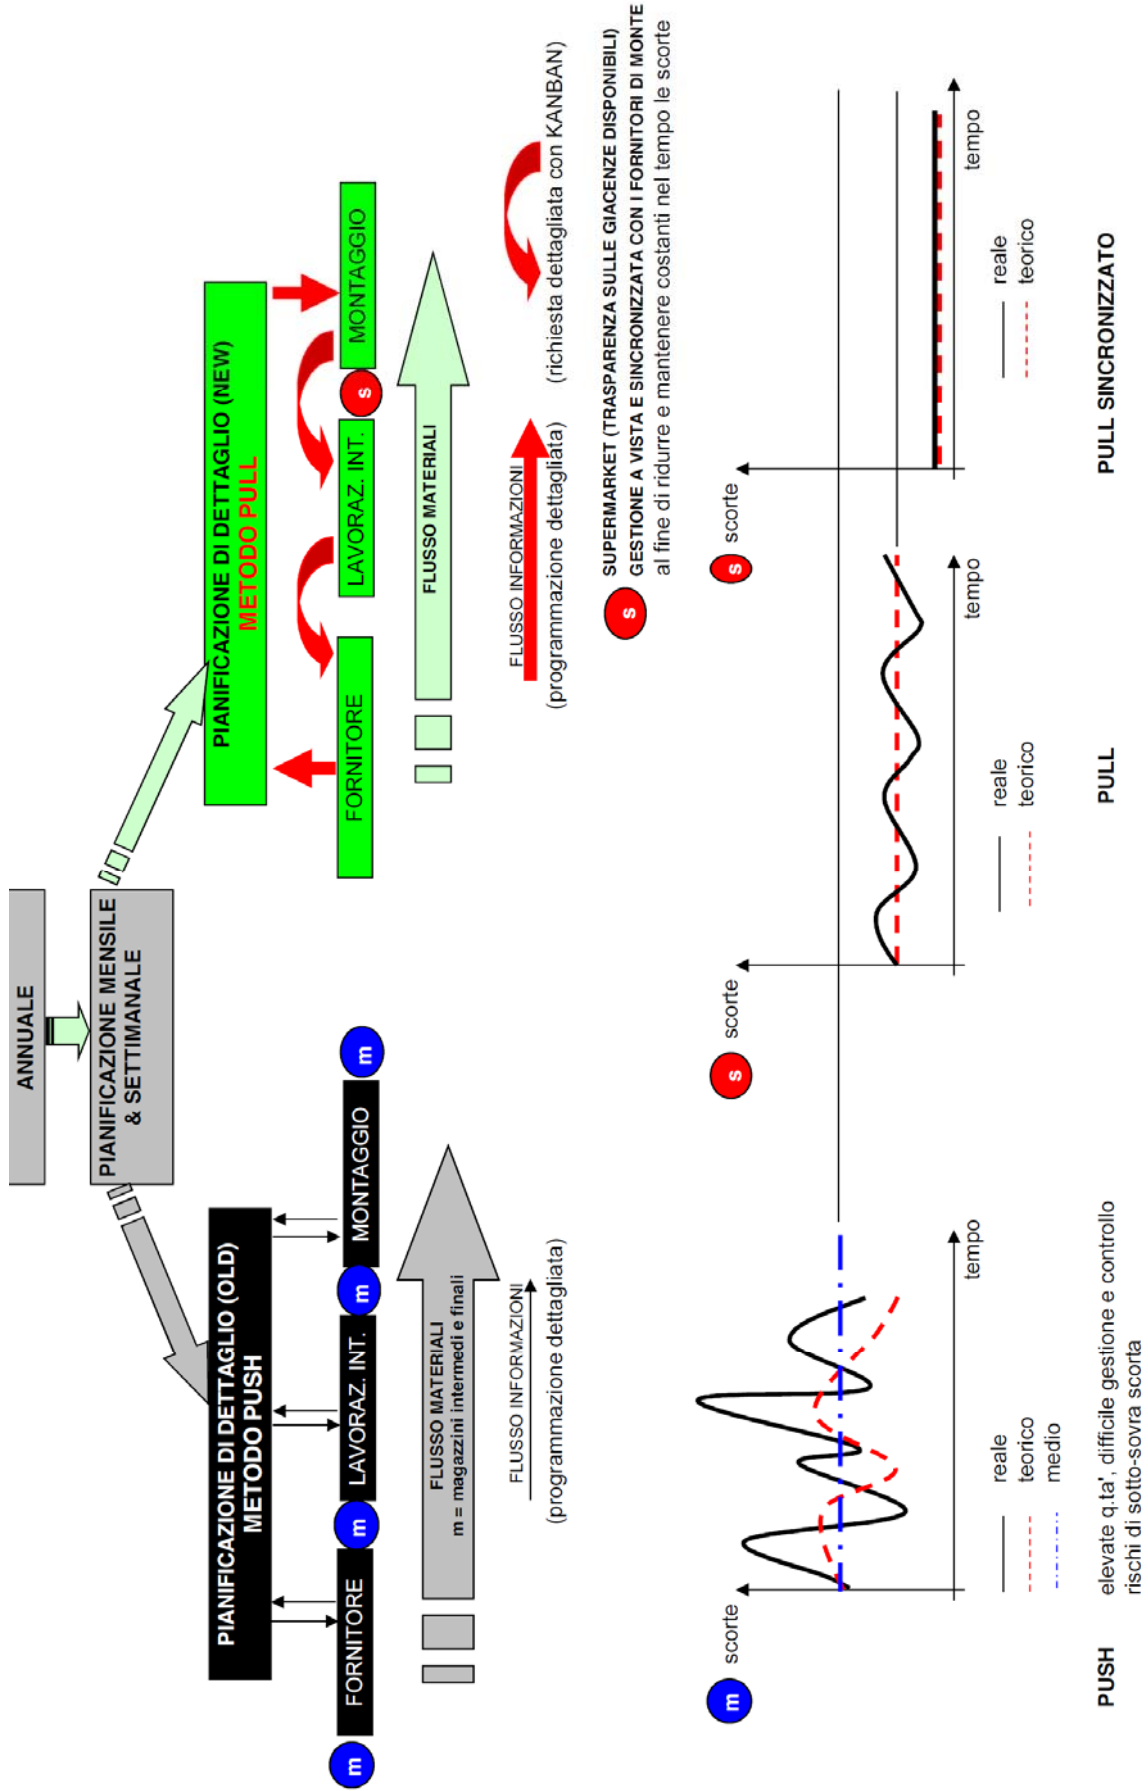 ANNUALE
PIANIFICAZIONE MENSILE
& SETTIMANALE
PIANIFICAZIONE DI DETTAGLIO (OLD)
METODO PUSH
m
FORNITORE
m
LAVORAZ. INT.
m
MONTAGGIO
m
FLUSSO MATERIALI
m = magazzini intermedi e finali
FLUSSO INFORMAZIONI
(programmazione dettagliata)
PIANIFICAZIONE DI DETTAGLIO (NEW)
METODO PULL
FORNITORE
LAVORAZ. INT.
s
MONTAGGIO
FLUSSO MATERIALI
FLUSSO INFORMAZIONI
(programmazione dettagliata)
(richiesta dettagliata con KANBAN)
s
SUPERMARKET (TRASPARENZA SULLE GIACENZE DISPONIBILI)
GESTIONE A VISTA E SINCRONIZZATA CON I FORNITORI DI MONTE
al fine di ridurre e mantenere costanti nel tempo le scorte
m
scorte
tempo
reale
teorico
medio
PUSH
elevate q.ta', difficile gestione e controllo
rischi di sotto-sovra scorta
s
scorte
tempo
reale
teorico
PULL
s
scorte
tempo
reale
teorico
PULL SINCRONIZZATO